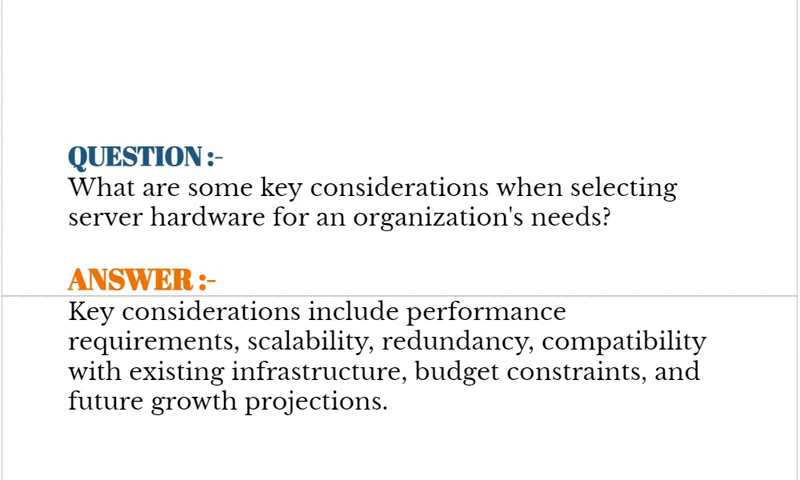 QUESTION :-
What are some key considerations when selecting
server hardware for an organization's needs?
ANSWER :-
Key considerations include performance
requirements, scalability, redundancy, compatibility
with existing infrastructure, budget constraints, and
future growth projections.